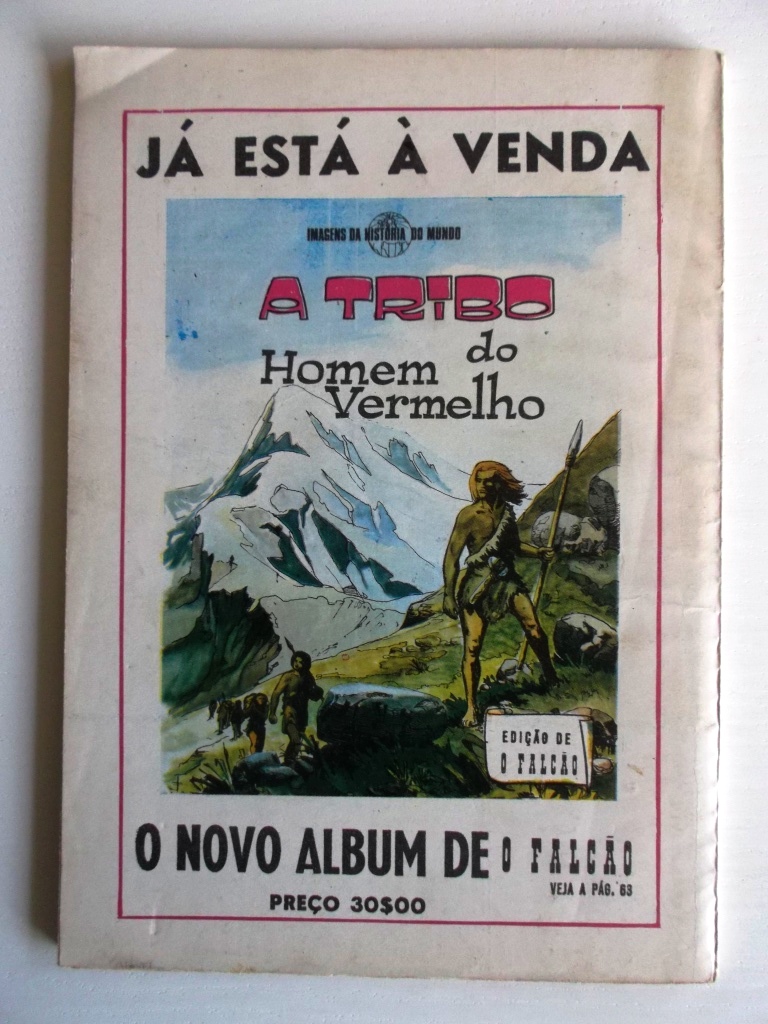 JÁ ESTÁ À VENDA
IMAGENS DA HISTÓRIA DO MUNDO
A TRIBO
do
Homem
Vermelho
EDIÇÃO DE
O FALCÃO
O NOVO ALBUM DE O FALCÃO
VEJA A PÁG. 63
PREÇO 30$00